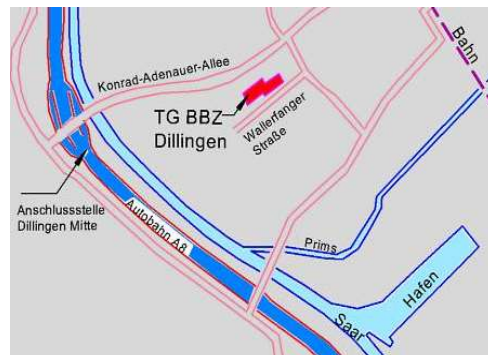 Bahn
Konrad-Adenauer-Allee
TG BBZ
Dillingen
Wallerfanger
Straße
Anschlussstelle
Dillingen Mitte
Autobahn A8
Prims
Hafen
Saar